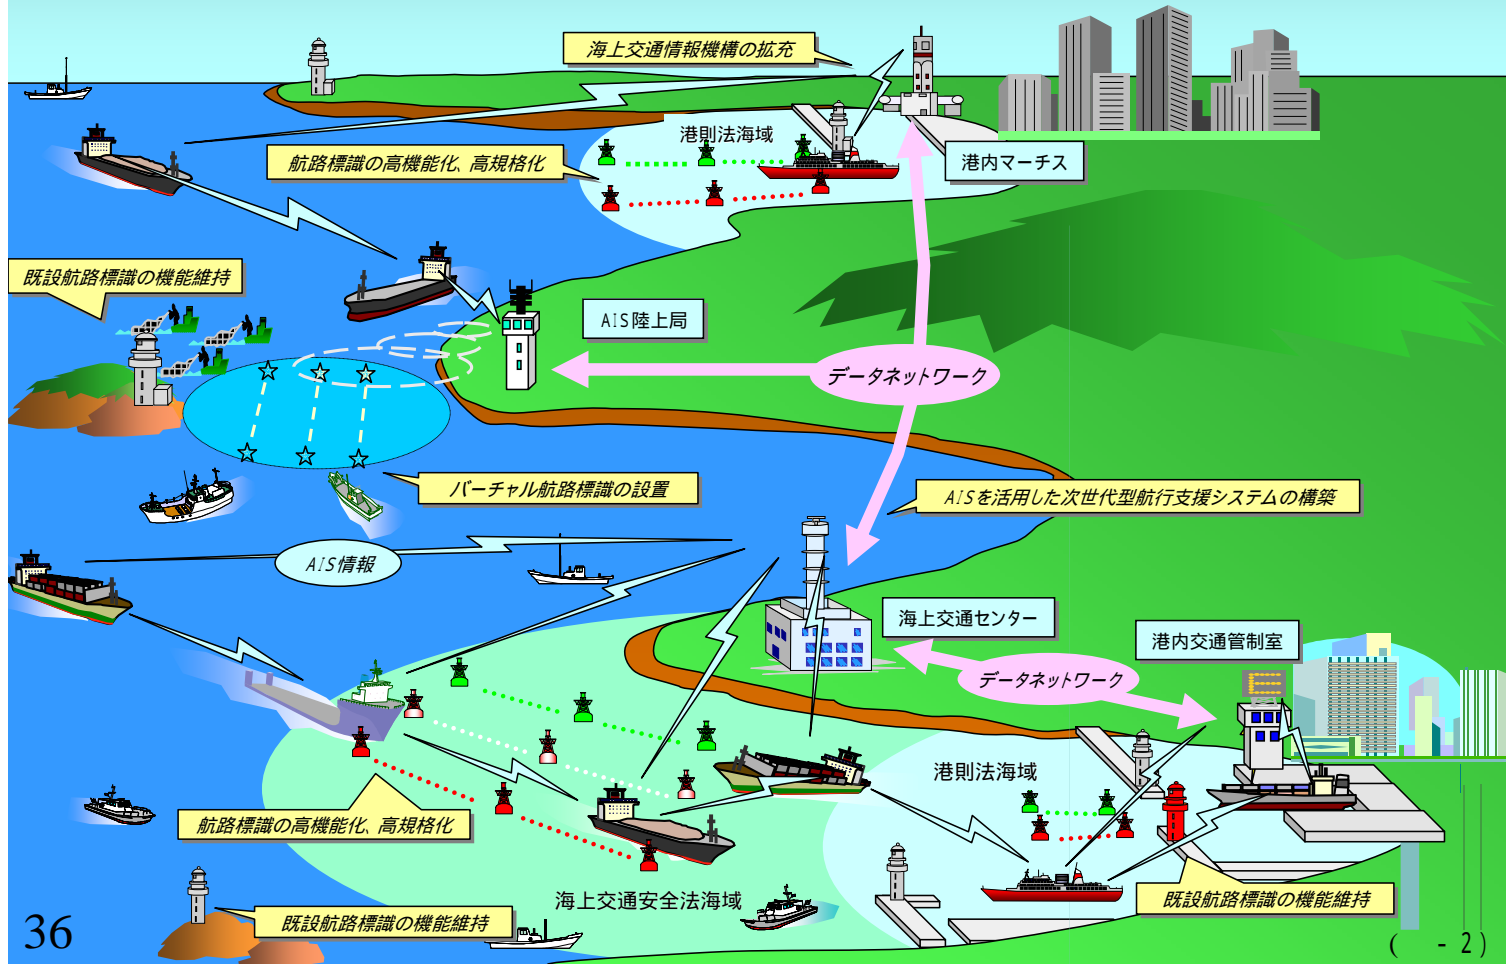 海上交通情報機構の拡充
港則法海域
航路標識の高機能化、高規格化
港内マーチス
既設航路標識の機能維持
AIS陸上局
データネットワーク
バーチャル航路標識の設置
AISを活用した次世代型航行支援システムの構築
AIS情報
海上交通センター
港内交通管制室
データネットワーク
港則法海域
航路標識の高機能化、高規格化
海上交通安全法海域
既設航路標識の機能維持
既設航路標識の機能維持
36
( -2)